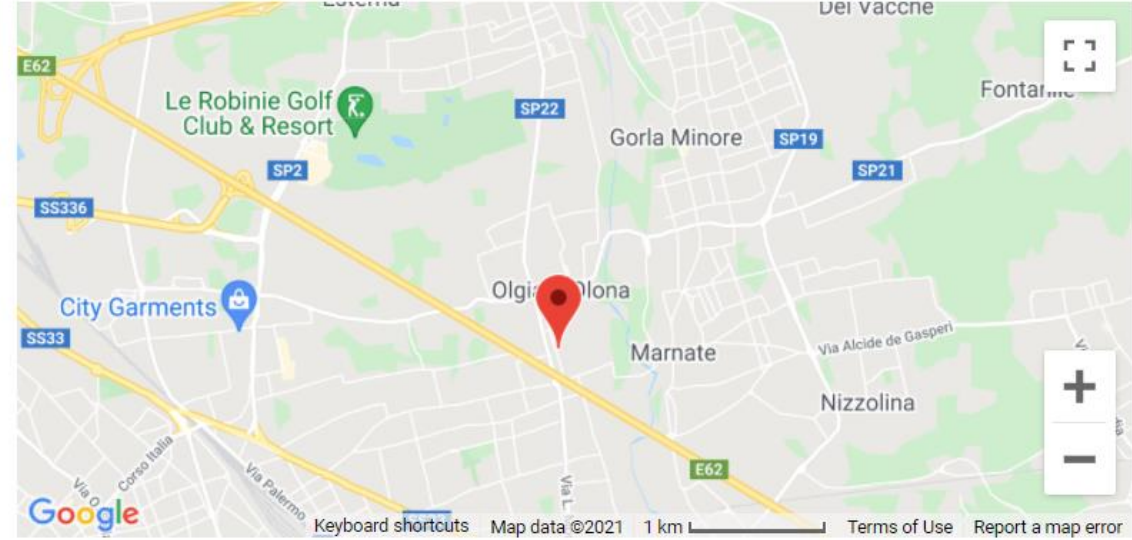 Del Vacche
E62
Le Robinie Golf
Club & Resort
SP22
Gorla Minore
SP19
SP2
SP21
SS336
City Garments
SS33
Marnate
Via Alcide de Gasperi
Nizzolina
E62
Corso Italia
Via Palermo
Via L.
Google
Keyboard shortcuts
Map data ©2021
1 km
Terms of Use
Report a map error